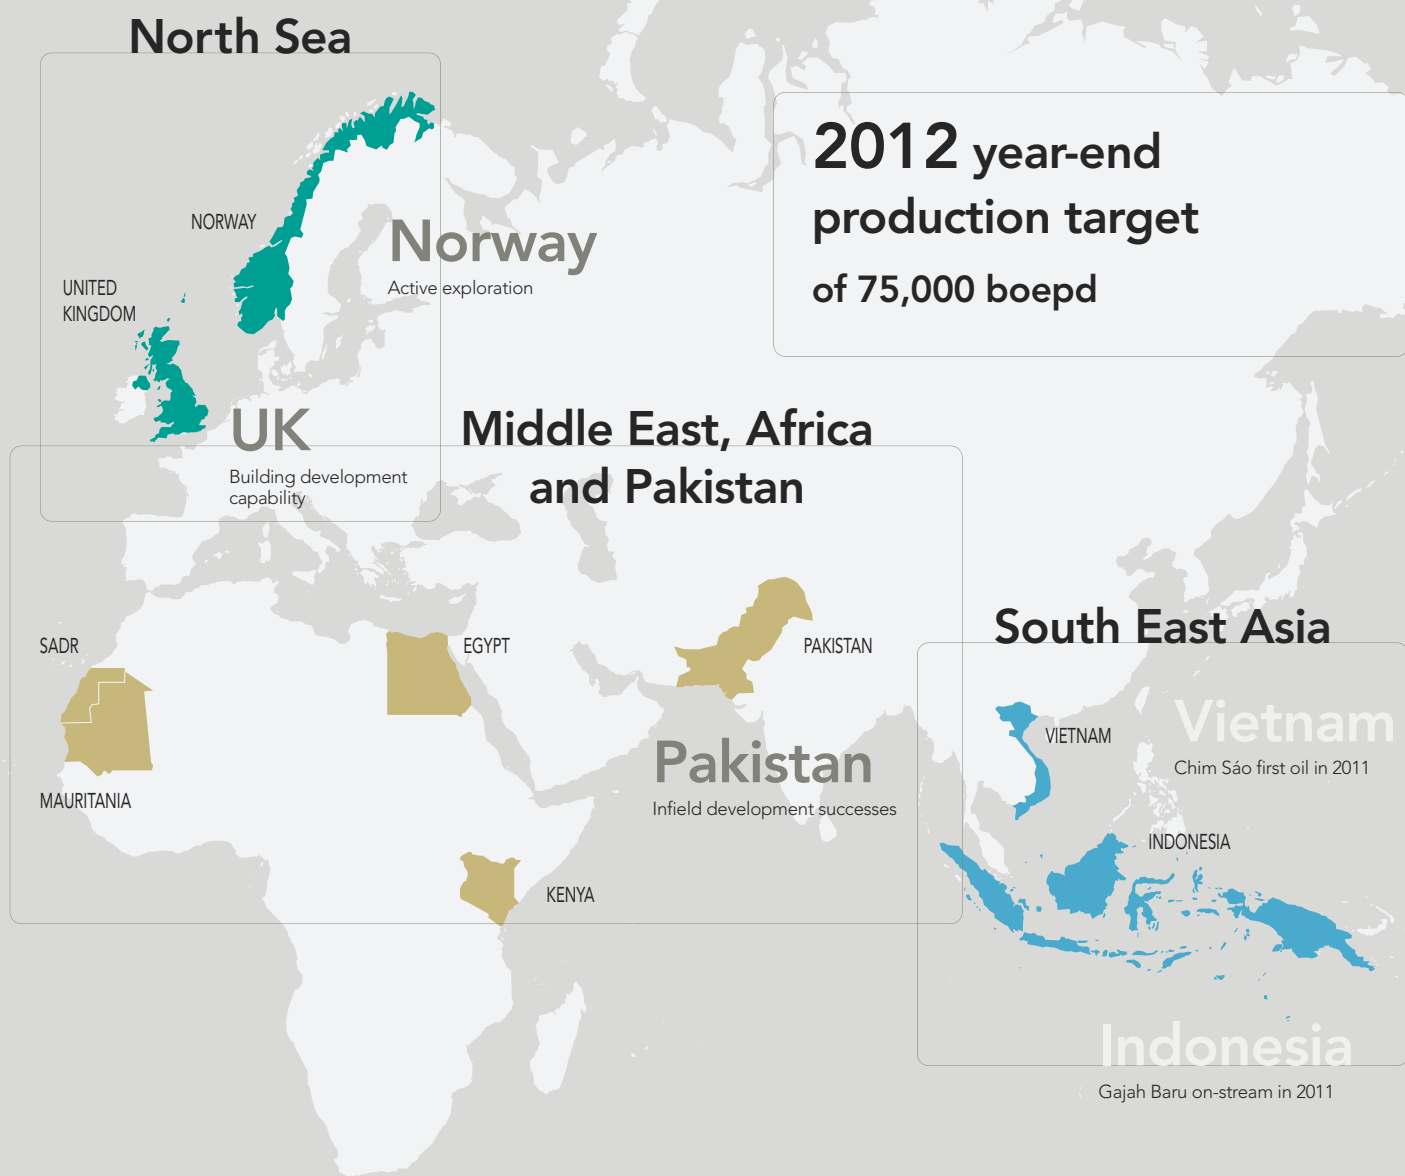 North Sea
2012 year-end
production target
of 75,000 boepd
NORWAY
Norway
Active exploration
UNITED
KINGDOM
UK
Building development
capability
Middle East, Africa
and Pakistan
SADR
EGYPT
PAKISTAN
MAURITANIA
Pakistan
Infield development successes
KENYA
South East Asia
VIETNAM
Vietnam
Chim Sáo first oil in 2011
INDONESIA
Indonesia
Gajah Baru on-stream in 2011